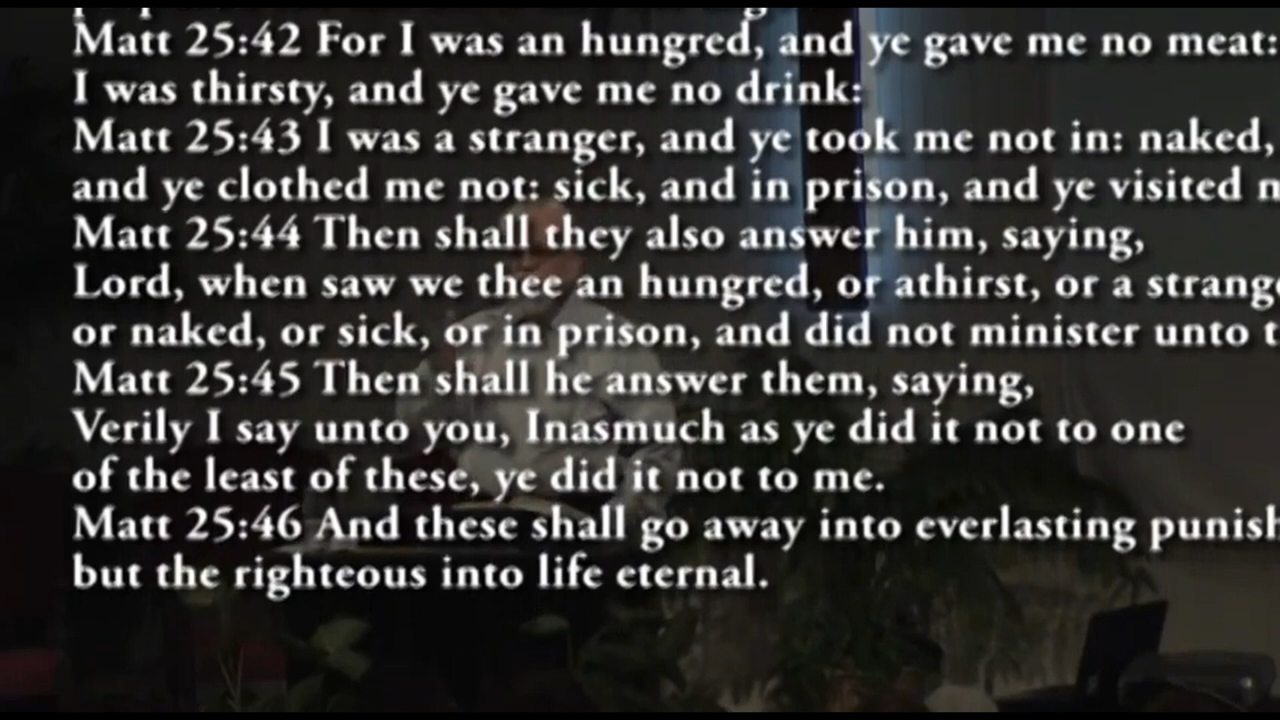 Matt 25:42 For I was an hungred, and ye gave me no meat:
I was thirsty, and ye gave me no drink:
Matt 25:43 I was a stranger, and ye took me not in: naked,
and ye clothed me not: sick, and in prison, and ye visited
Matt 25:44 Then shall they also answer him, saying,
Lord, when saw we thee an hungred, or athirst, or a
or naked, or sick, or in prison, and did not minister unto
Matt 25:45 Then shall he answer them, saying,
Verily I say unto you, Inasmuch as ye did it not to one
of the least of these, ye did it not to me.
Matt 25:46 And these shall go away into everlasting
but the righteous into life eternal.